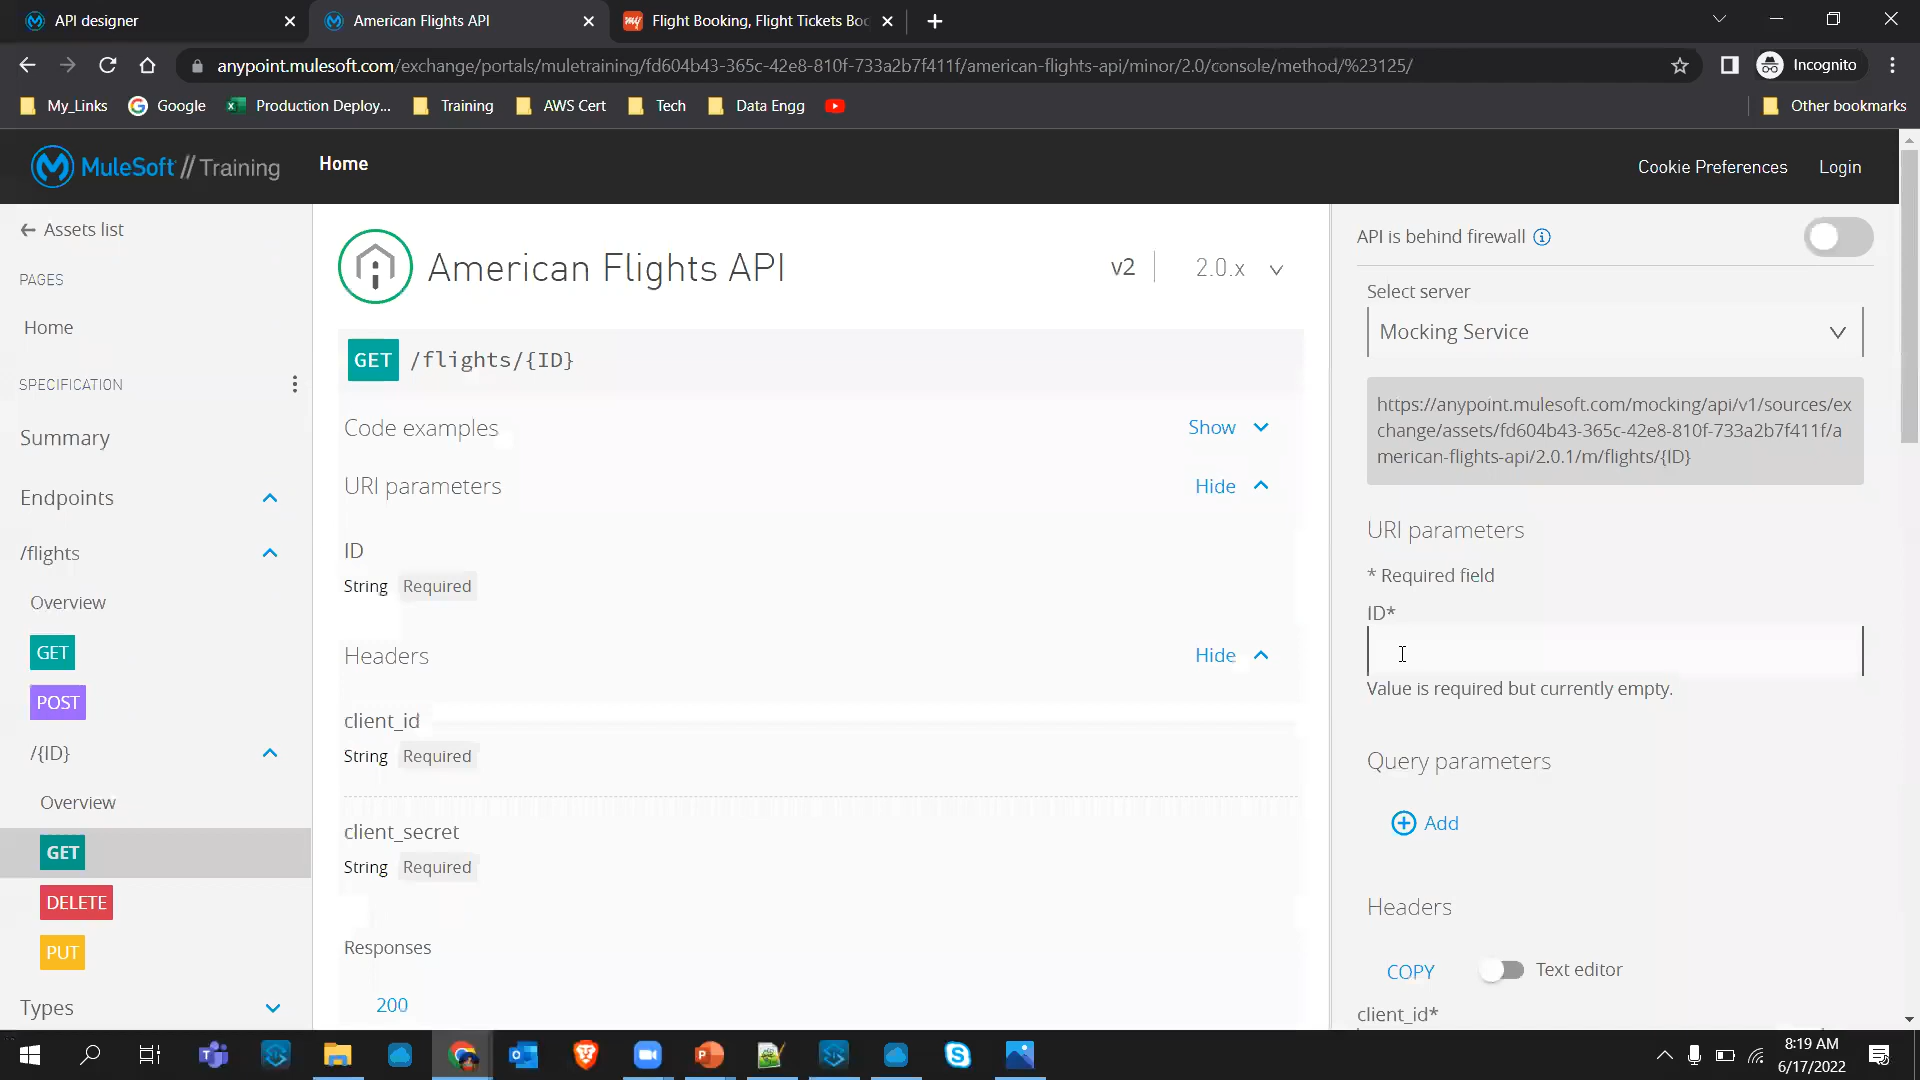 API designer
American Flights API
Flight Booking, Flight Tickets Boo
anypoint.mulesoft.com/exchange/portals/muletraining/fd604b43-365c-42e8-810f-733a2b7f411f/american-flights-api/minor/2.0/console/method/%23125/
Incognito
My_Links
Google
Production Deploy...
Training
AWS Cert
Tech
Data Engg
Other bookmarks
MuleSoft // Training
Home
Cookie Preferences
Login
Assets list
PAGES
Home
SPECIFICATION
Summary
Endpoints
/flights
Overview
GET
POST
/{ID}
Overview
GET
DELETE
PUT
Types
American Flights API
v2
2.0.x
GET /flights/{ID}
Code examples
Show
URI parameters
Hide
ID
String Required
Headers
Hide
client_id
String Required
client_secret
String Required
Responses
200
API is behind firewall
Select server
Mocking Service
https://anypoint.mulesoft.com/mocking/api/v1/sources/ex
change/assets/fd604b43-365c-42e8-810f-733a2b7f411f/a
merican-flights-api/2.0.1/m/flights/{ID}
URI parameters
* Required field
ID*
Value is required but currently empty.
Query parameters
Add
Headers
COPY
Text editor
client_id*
8:19 AM
6/17/2022